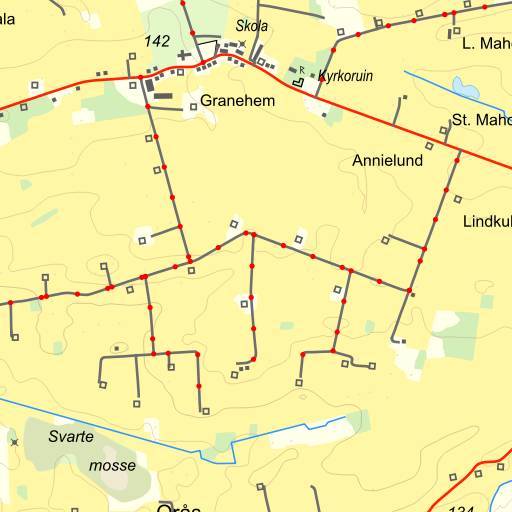 Skola
ala
142
L. Maho
R
Kyrkoruin
Granehem
St. Maho
Annielund
Lindkul
Svarte
mosse
Orås
134